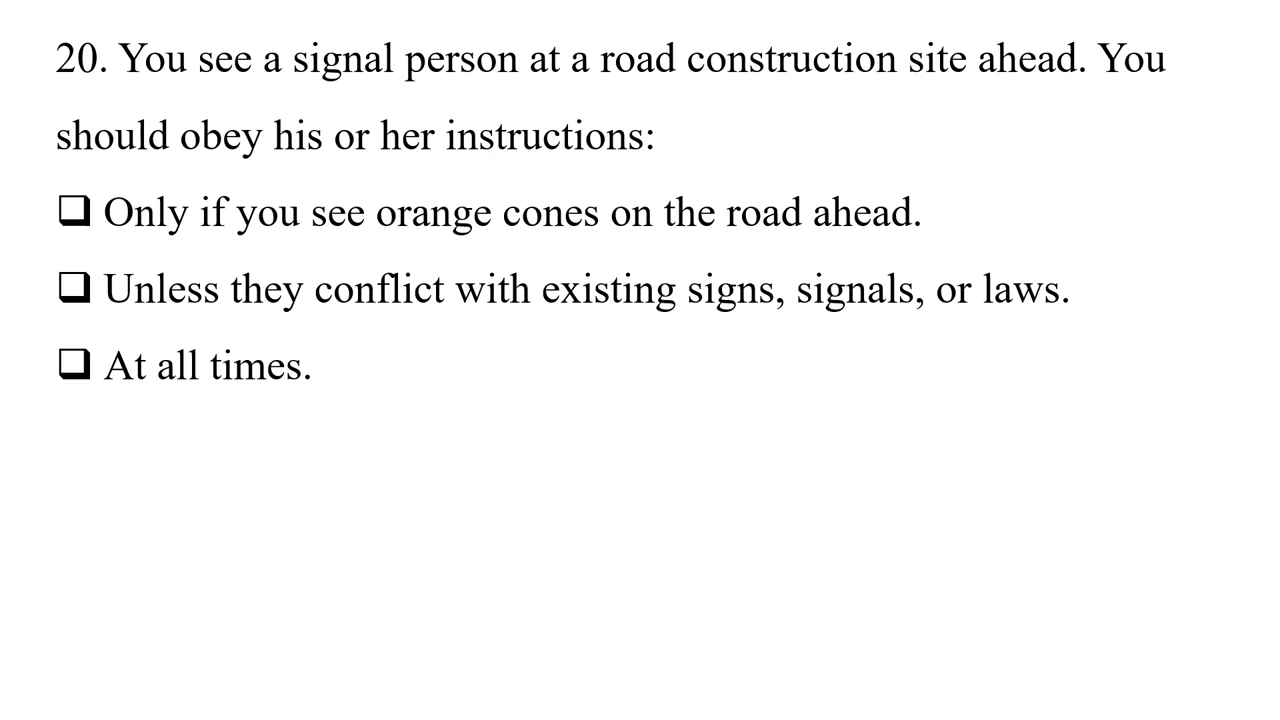 20. You see a signal person at a road construction site ahead. You
should obey his or her instructions:
❑ Only if you see orange cones on the road ahead.
❑ Unless they conflict with existing signs, signals, or laws.
❑ At all times.